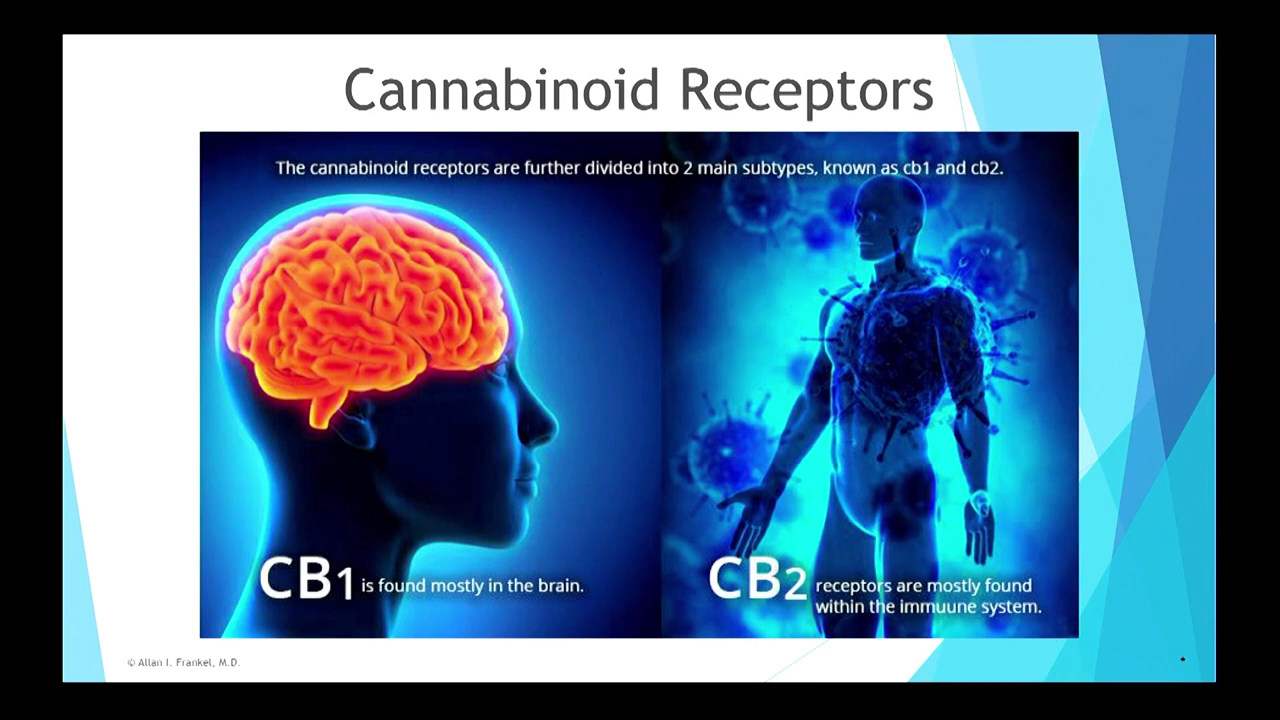 Cannabinoid Receptors
The cannabinoid receptors are further divided into 2 main subtypes, known as cb1 and cb2.
CB1 is found mostly in the brain.
CB2 receptors are mostly found
within the immuune system.
© Allan I. Frankel, M.D.